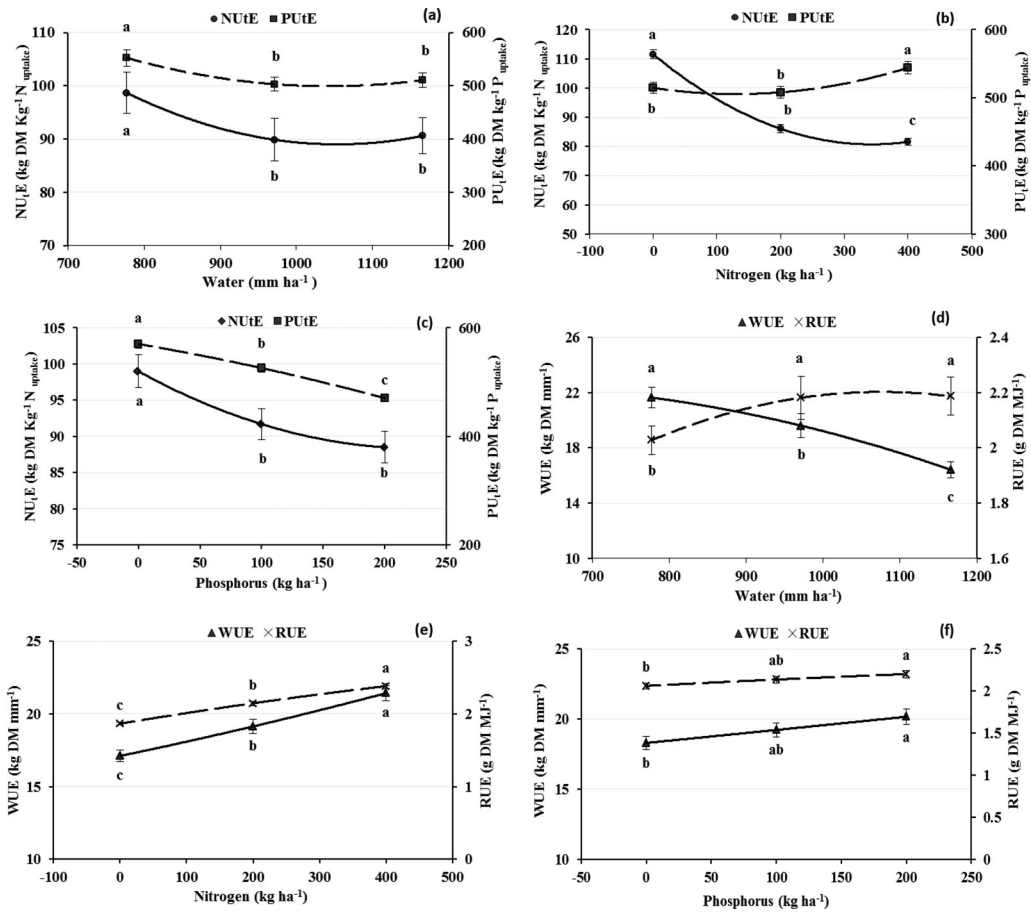 NUtE PUtE (a)
110
100
90
80
70
600
500
400
300
200
a
b
b
a
b
b
700 800 900 1000 1100 1200
Water (mm ha-1)
NUtE (kg DM Kg-1 N uptake)
PUtE (kg DM kg-1 P uptake)
NUtE PUtE (b)
120
110
100
90
80
70
60
50
600
500
400
300
a
b
a
b
b
c
-100 0 100 200 300 400 500
Nitrogen (kg ha-1)
NUtE (kg DM Kg-1 N uptake)
PUtE (kg DM kg-1 P uptake)
NUtE PUtE (c)
105
100
95
90
85
80
75
600
400
200
a
b
c
a
b
b
-50 0 50 100 150 200 250
Phosphorus (kg ha-1)
NUtE (kg DM Kg-1 N uptake)
PUtE (kg DM kg-1 P uptake)
WUE RUE (d)
26
22
18
14
10
2.4
2.2
2
1.8
1.6
a
a
a
b
b
c
700 800 900 1000 1100 1200
Water (mm ha-1)
WUE (kg DM mm-1)
RUE (g DM MJ-1)
WUE RUE (e)
25
20
15
10
3
2
1
0
c
b
a
c
b
a
-100 0 100 200 300 400 500
Nitrogen (kg ha-1)
WUE (kg DM mm-1)
RUE (g DM MJ-1)
WUE RUE (f)
25
20
15
10
2.5
2
1.5
1
0.5
0
b
ab
a
b
ab
a
-50 0 50 100 150 200 250
Phosphorus (kg ha-1)
WUE (kg DM mm-1)
RUE (g DM MJ-1)